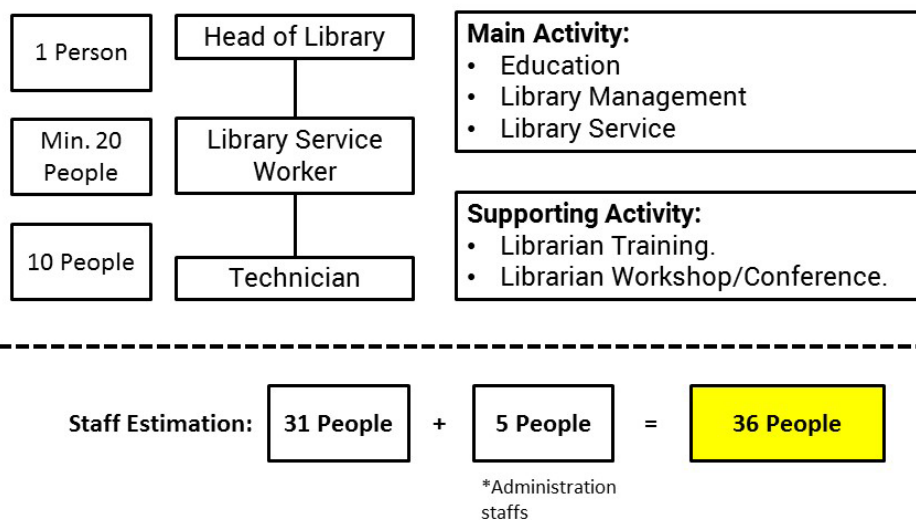 1 Person
Head of Library
Min. 20
People
Library Service
Worker
10 People
Technician
Main Activity:
• Education
• Library Management
• Library Service
Supporting Activity:
• Librarian Training.
• Librarian Workshop/Conference.
Staff Estimation: 31 People + 5 People = 36 People
*Administration
staffs